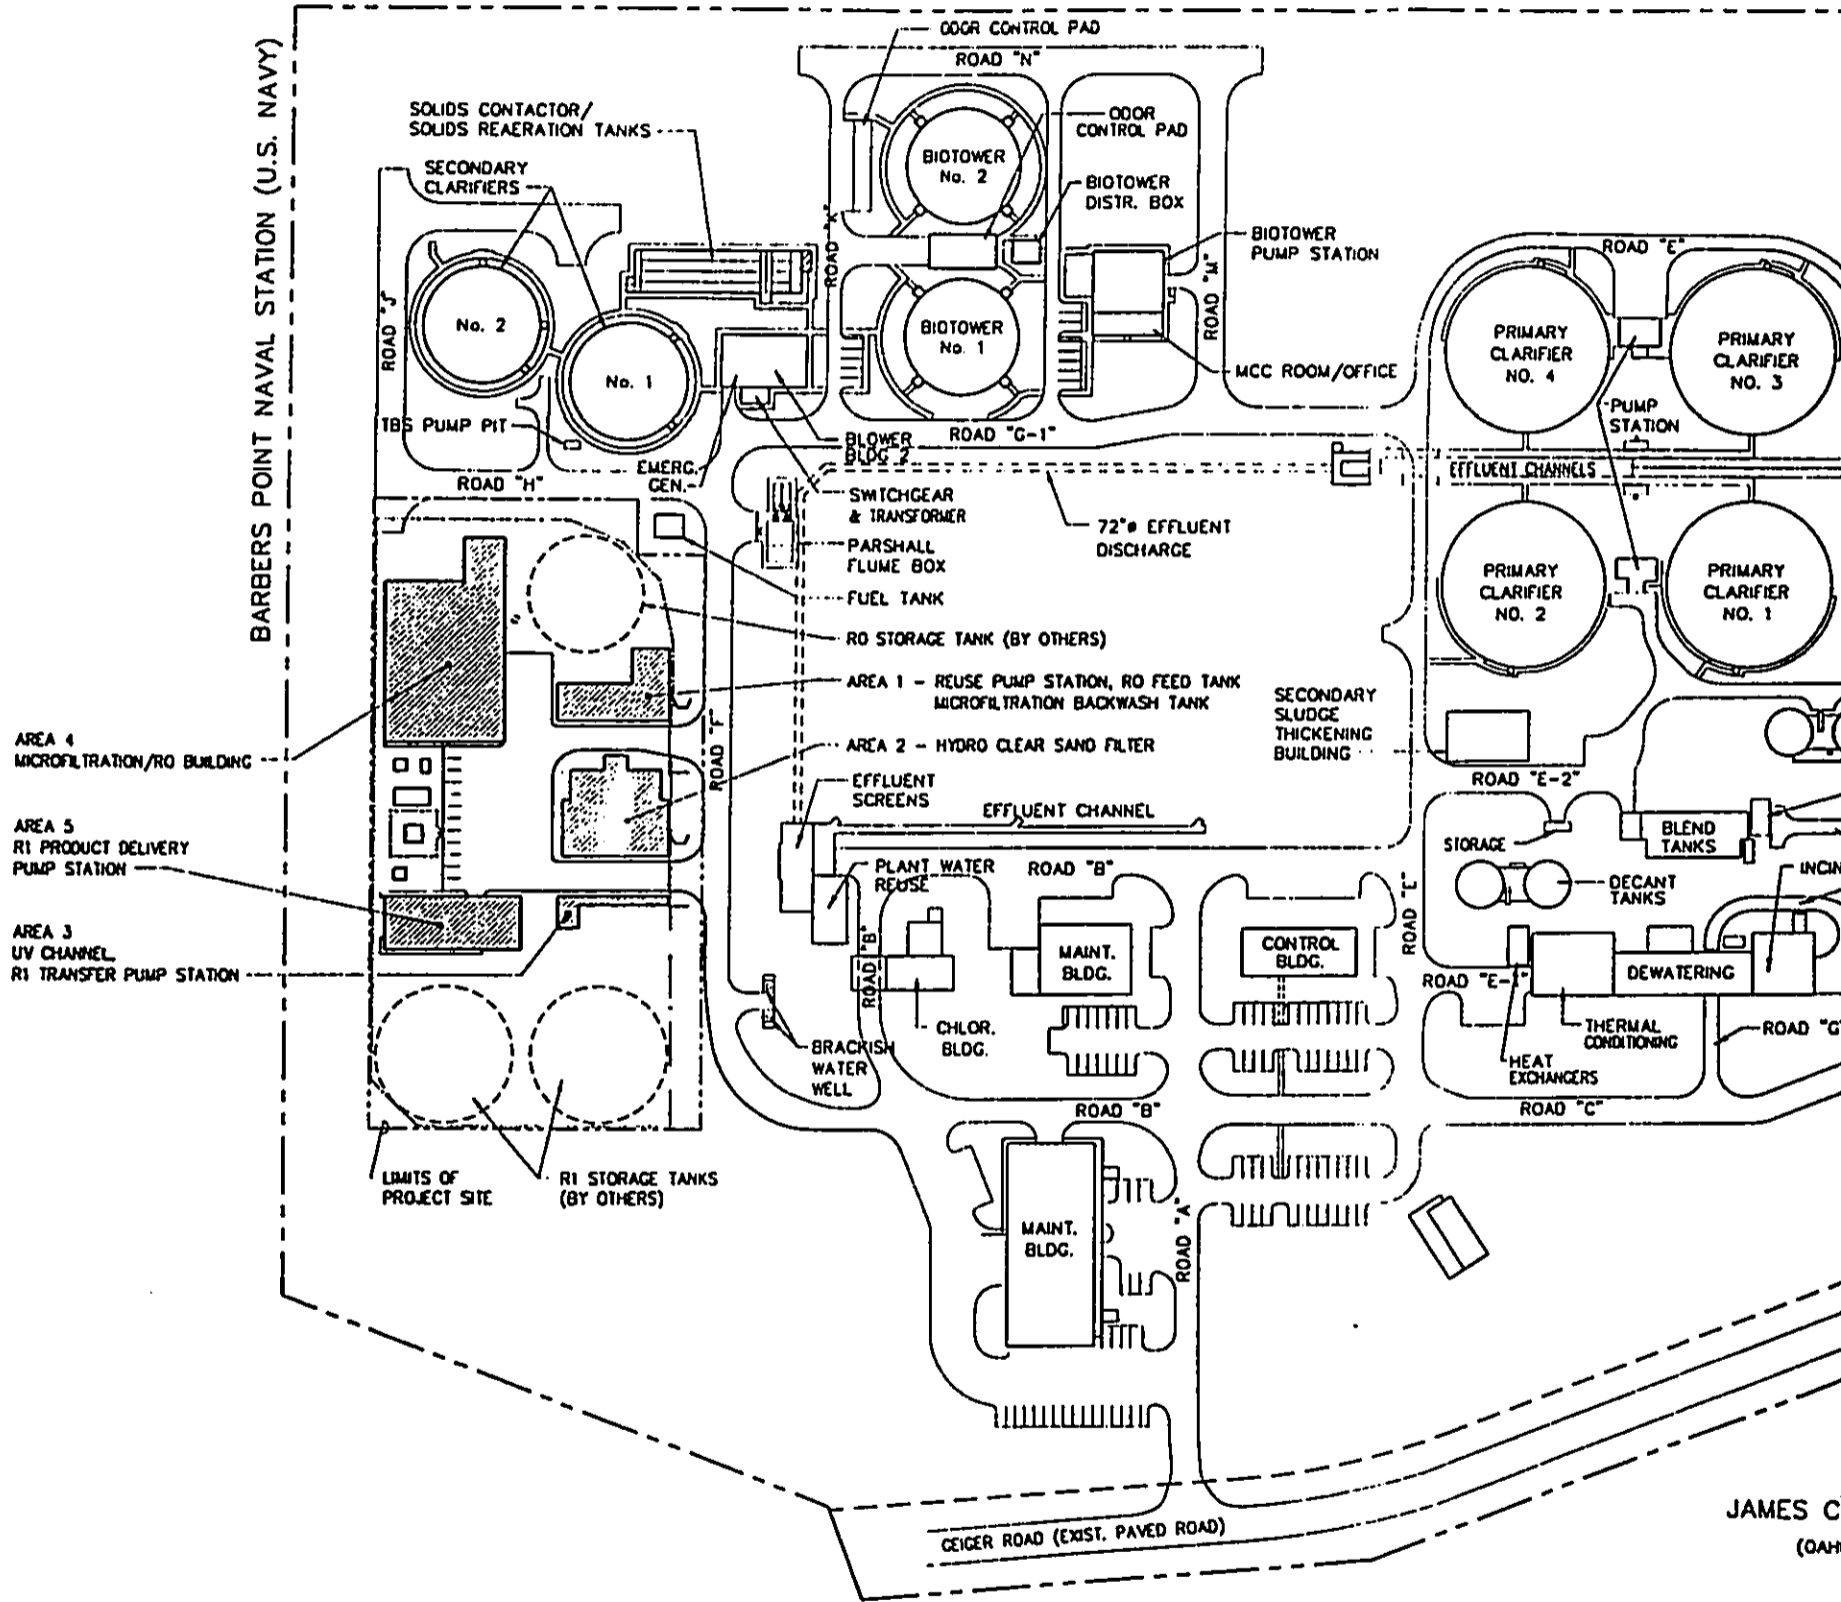 ODOR CONTROL PAD
ROAD "N"
BARBERS POINT NAVAL STATION (U.S. NAVY)
SOLIDS CONTACTOR/
SOLIDS REAERATION TANKS
SECONDARY
CLARIFIERS
ODOR
CONTROL PAD
BIOTOWER
No. 2
BIOTOWER
DISTR. BOX
BIOTOWER
PUMP STATION
ROAD "K"
ROAD "M"
ROAD "E"
ROAD "J"
No. 2
No. 1
BIOTOWER
No. 1
MCC ROOM/OFFICE
PRIMARY
CLARIFIER
NO. 4
PRIMARY
CLARIFIER
NO. 3
PUMP
STATION
TBS PUMP PIT
BLOWER
BLDG 2
ROAD "G-1"
EMERG.
GEN.
ROAD "H"
EFFLUENT CHANNELS
SWITCHGEAR
& TRANSFORMER
72"ø EFFLUENT
DISCHARGE
PARSHALL
FLUME BOX
FUEL TANK
PRIMARY
CLARIFIER
NO. 2
PRIMARY
CLARIFIER
NO. 1
RO STORAGE TANK (BY OTHERS)
AREA 1 - REUSE PUMP STATION, RO FEED TANK
MICROFILTRATION BACKWASH TANK
SECONDARY
SLUDGE
THICKENING
BUILDING
AREA 4
MICROFILTRATION/RO BUILDING
AREA 2 - HYDRO CLEAR SAND FILTER
ROAD "F"
EFFLUENT
SCREENS
ROAD "E-2"
EFFLUENT CHANNEL
AREA 5
R1 PRODUCT DELIVERY
PUMP STATION
STORAGE
BLEND
TANKS
PLANT WATER
REUSE
ROAD "B"
INCIN
DECANT
TANKS
AREA 3
UV CHANNEL,
R1 TRANSFER PUMP STATION
ROAD "B"
MAINT.
BLDG.
CONTROL
BLDG.
ROAD "E"
ROAD "E-1"
DEWATERING
CHLOR.
BLDG.
THERMAL
CONDITIONING
ROAD "G"
BRACKISH
WATER
WELL
HEAT
EXCHANGERS
ROAD "B"
ROAD "C"
LIMITS OF
PROJECT SITE
R1 STORAGE TANKS
(BY OTHERS)
MAINT.
BLDG.
ROAD "A"
GEIGER ROAD (EXIST. PAVED ROAD)
JAMES C
(OAH